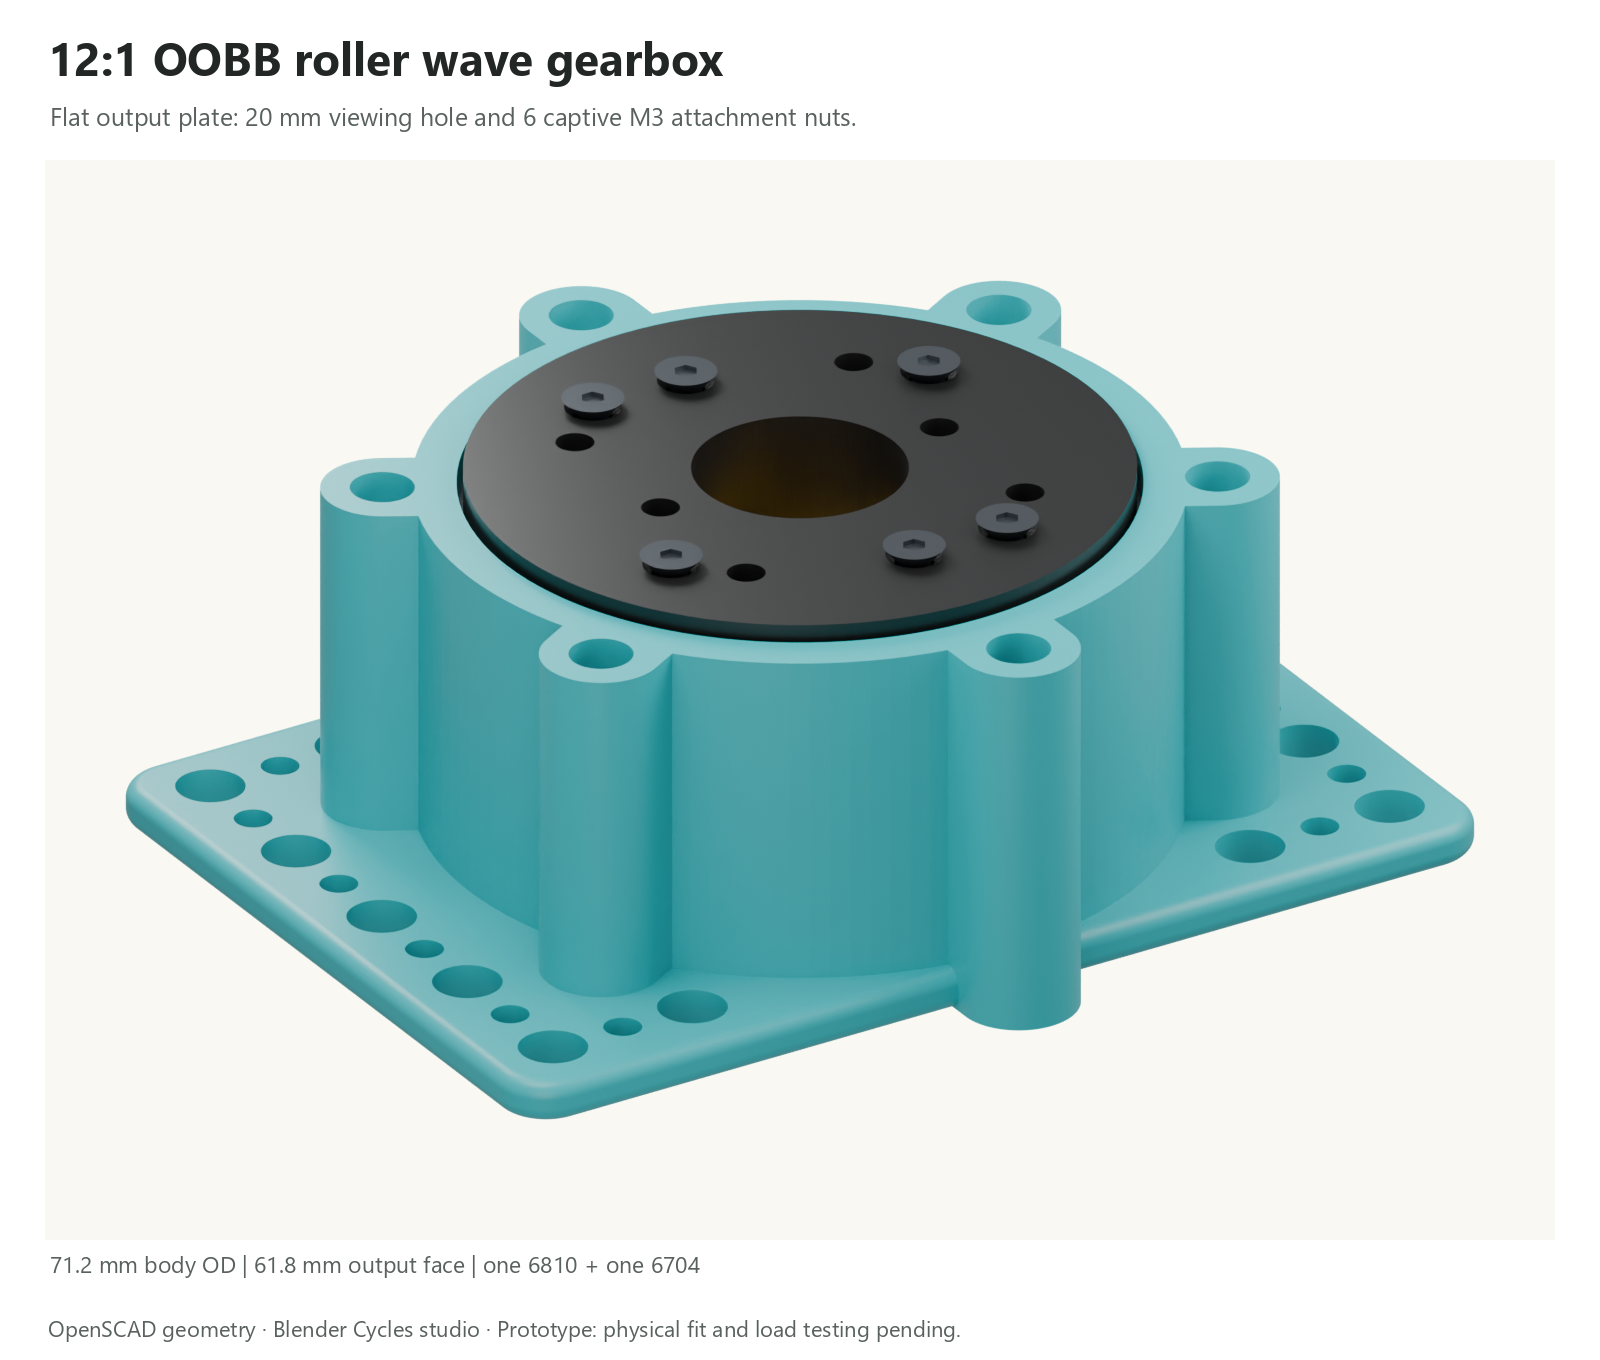 12:1 OOBB roller wave gearbox
Flat output plate: 20 mm viewing hole and 6 captive M3 attachment nuts.
71.2 mm body OD | 61.8 mm output face | one 6810 + one 6704
OpenSCAD geometry · Blender Cycles studio · Prototype: physical fit and load testing pending.